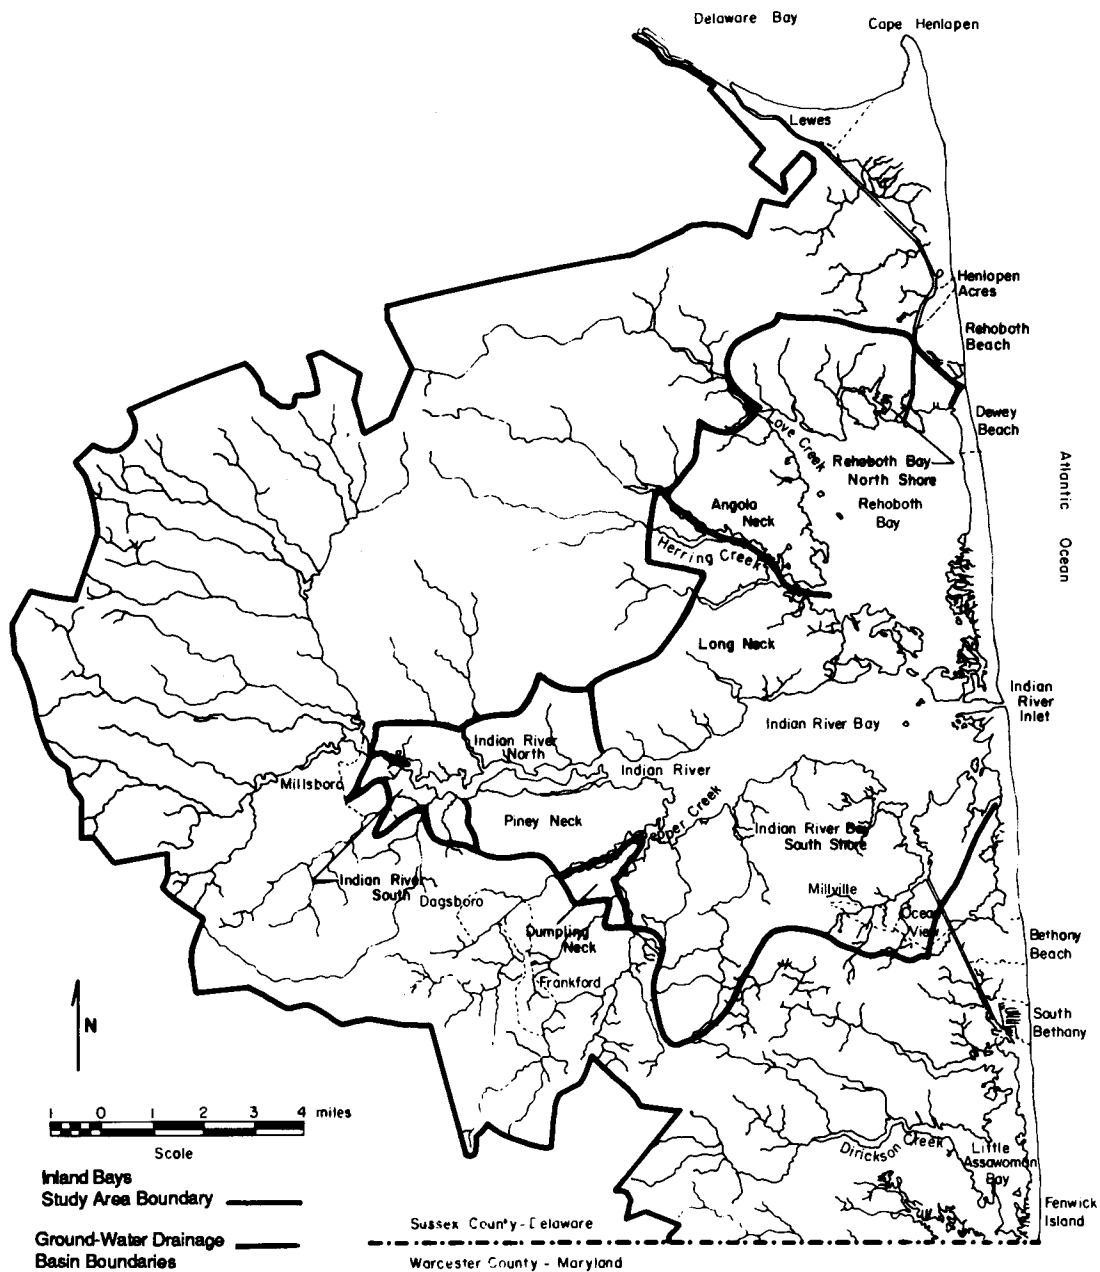 Delaware Bay
Cape Henlapen
Lewes
Henlapen
Acres
Rehoboth
Beach
Dewey
Beach
Love Creek
Rehoboth Bay
North Shore
Rehoboth
Bay
Atlantic Ocean
Angola
Neck
Herring Creek
Long Neck
Indian
River
Inlet
Indian River Bay
Indian River
North
Indian River
Millsboro
Piney Neck
Pepper Creek
Indian River Bay
South Shore
Indian River
South
Dagsboro
Millville
Ocean
View
Dumpling
Neck
Bethany
Beach
Frankford
N
South
Bethany
1 0 1 2 3 4 miles
Scale
Dirickson Creek
Little
Assawoman
Bay
Inland Bays
Study Area Boundary
Fenwick
Island
Ground-Water Drainage
Basin Boundaries
Sussex County-Delaware
Warcester County - Maryland